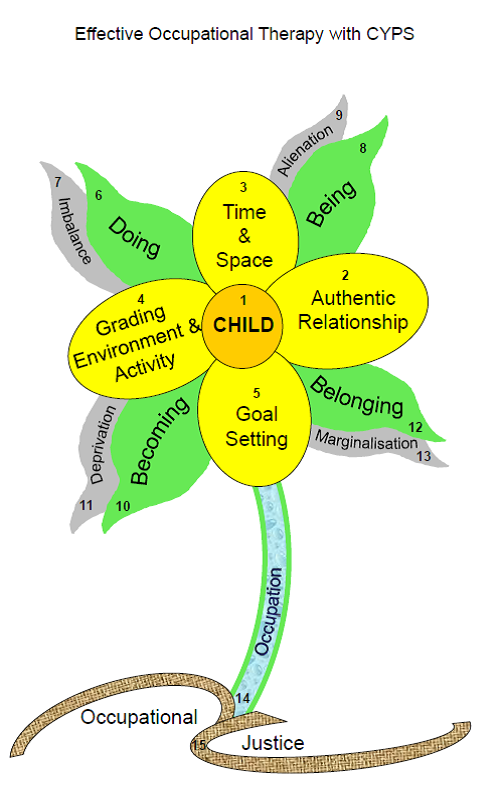 Effective Occupational Therapy with CYPS
9
Alienation
8
Being
7
Imbalance
6
Doing
3
Time
&
Space
2
Authentic
Relationship
4
Grading
Environment &
Activity
1
CHILD
5
Goal
Setting
Belonging
12
Marginalisation
13
Deprivation
11
Becoming
10
Occupation
14
Occupational
15
Justice